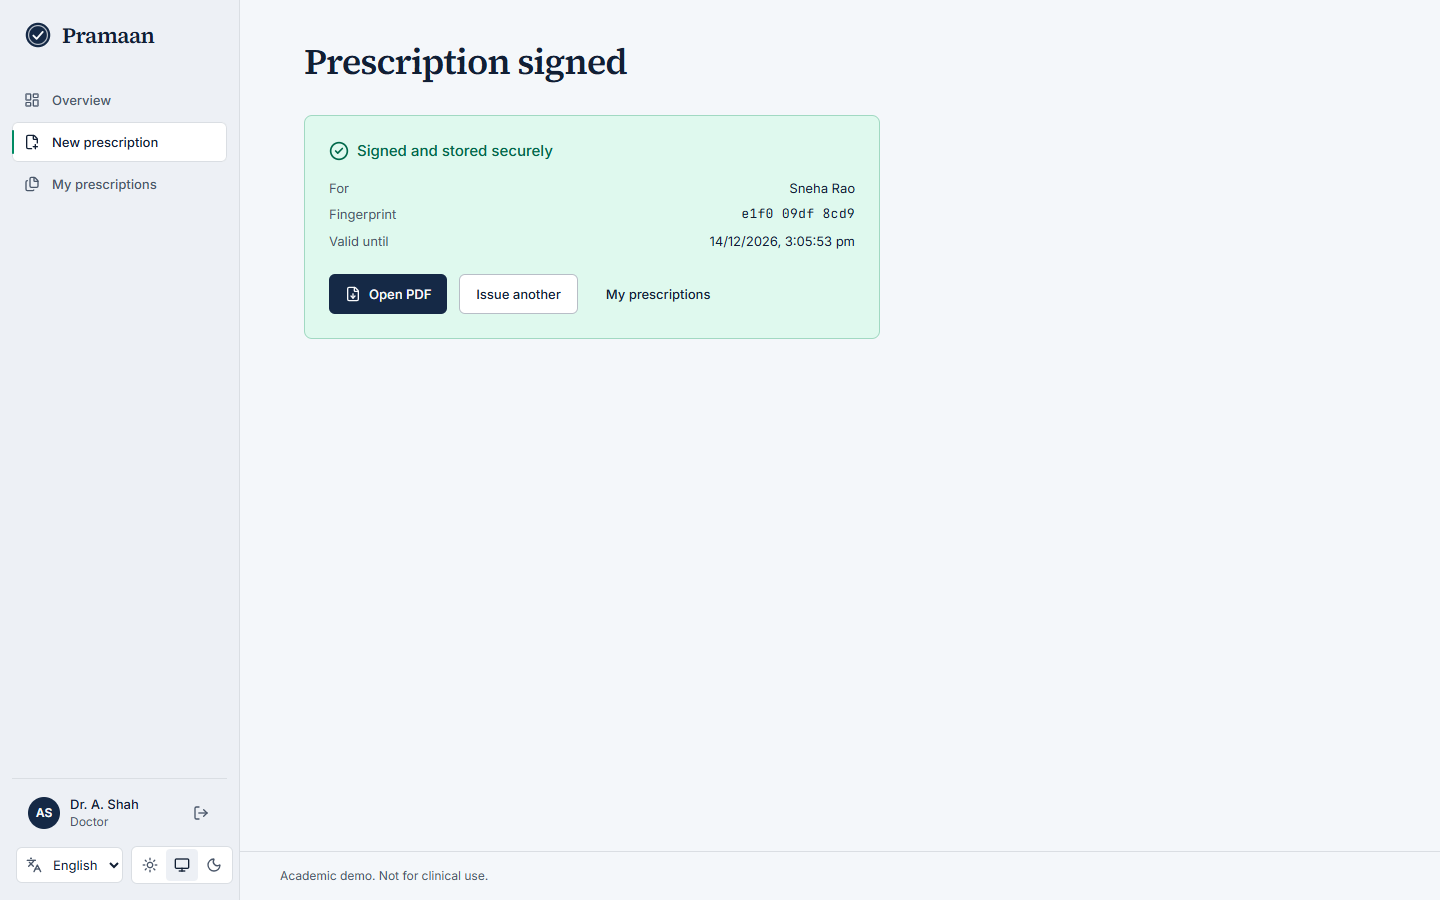 Pramaan
Overview
New prescription
My prescriptions
Prescription signed
Signed and stored securely
For Sneha Rao
Fingerprint e1f0 09df 8cd9
Valid until 14/12/2026, 3:05:53 pm
Open PDF Issue another My prescriptions
AS Dr. A. Shah
Doctor
English
Academic demo. Not for clinical use.